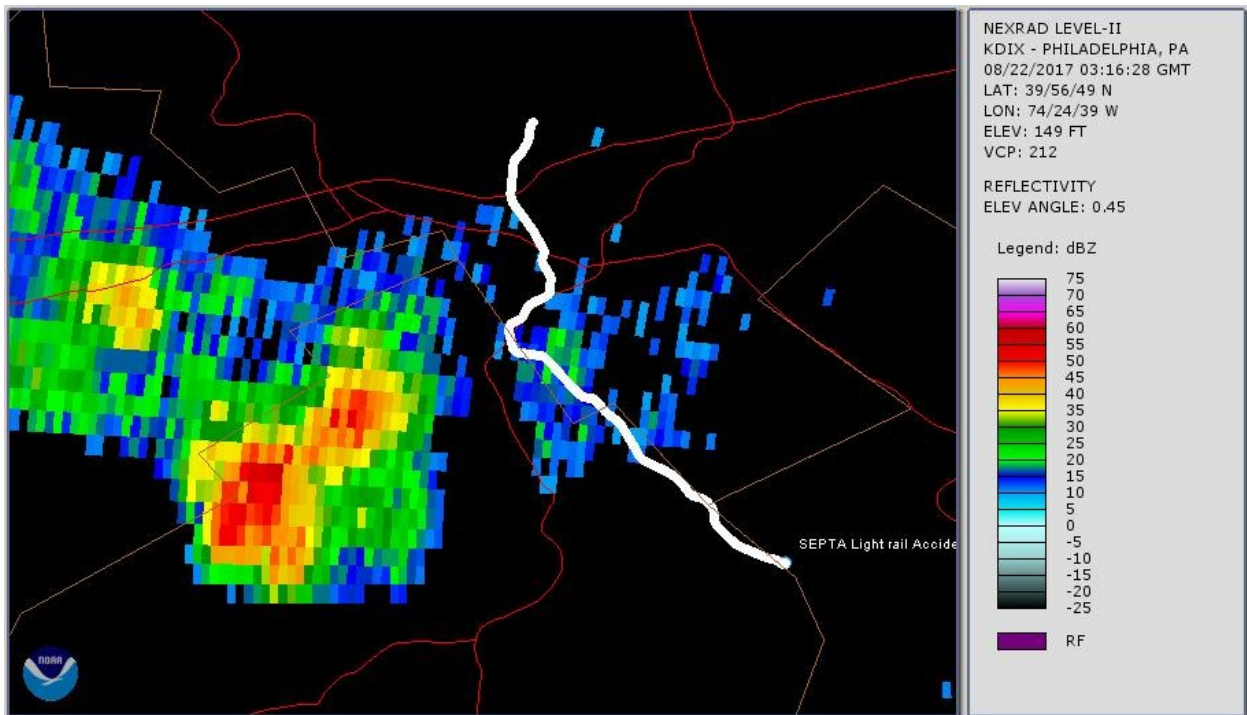 NEXRAD LEVEL-II
KDIX - PHILADELPHIA, PA
08/22/2017 03:16:28 GMT
LAT: 39/56/49 N
LON: 74/24/39 W
ELEV: 149 FT
VCP: 212
REFLECTIVITY
ELEV ANGLE: 0.45
Legend: dBZ
75
70
65
60
55
50
45
40
35
30
25
20
15
10
5
0
-5
-10
-15
-20
-25
RF
SEPTA Light rail Accide
NOAA